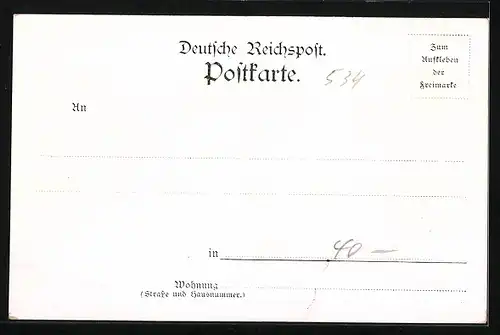 Deutsche Reichspost.
Postkarte.
534
Zum
Aufkleben
der
Freimarke
An
in 40 —
Wohnung
(Straße und Hausnummer.)